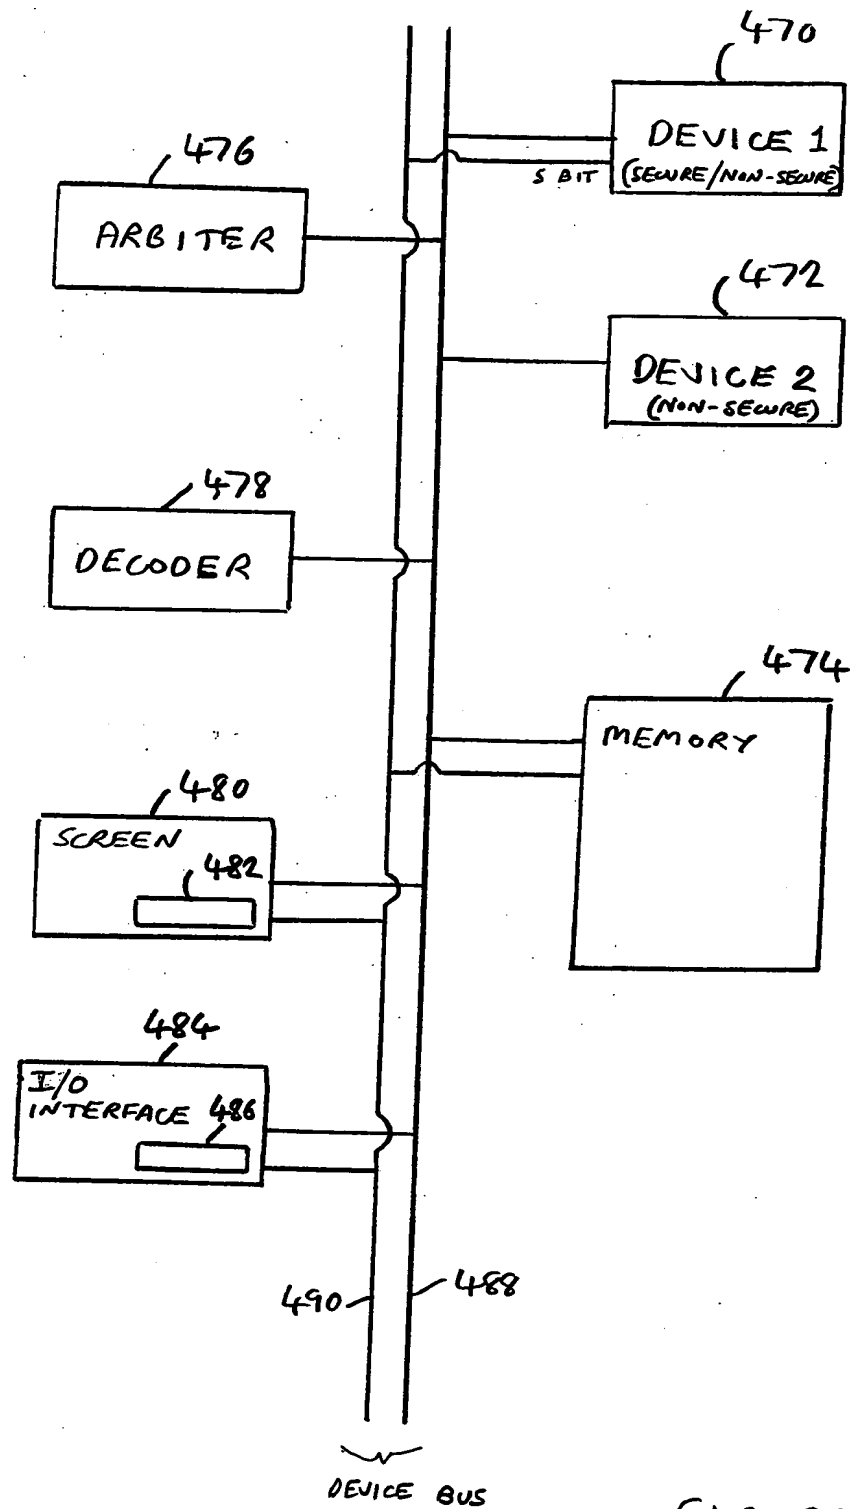 470
DEVICE 1
(SECURE/NON-SECURE)
S BIT
476
ARBITER
472
DEVICE 2
(NON-SECURE)
478
DECODER
474
MEMORY
480
SCREEN
482
484
I/O
INTERFACE 486
490
488
DEVICE BUS